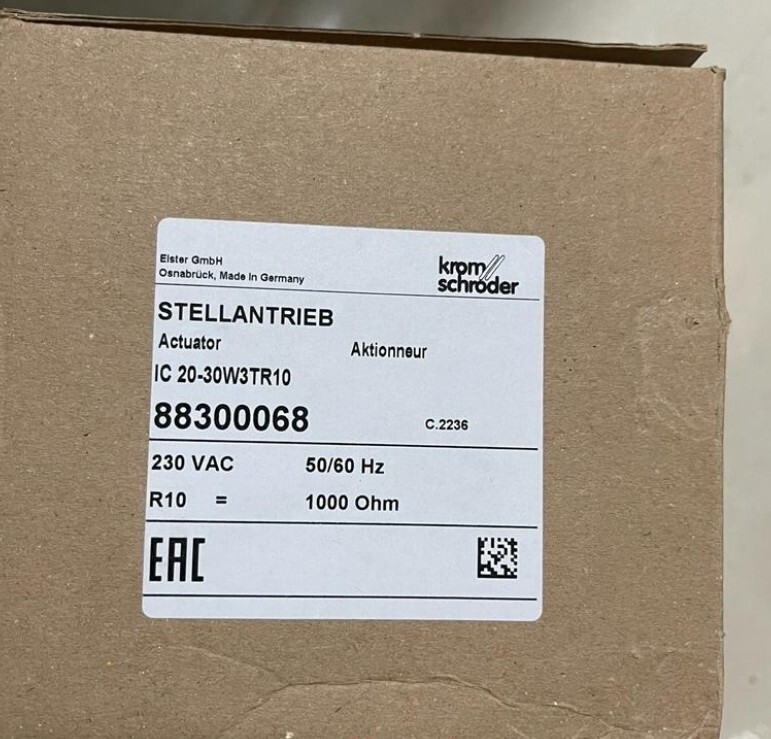 Elster GmbH
Osnabrück, Made in Germany
krom
schröder
STELLANTRIEB
Actuator
Aktionneur
IC 20-30W3TR10
88300068
C.2236
230 VAC 50/60 Hz
R10 = 1000 Ohm
EAC